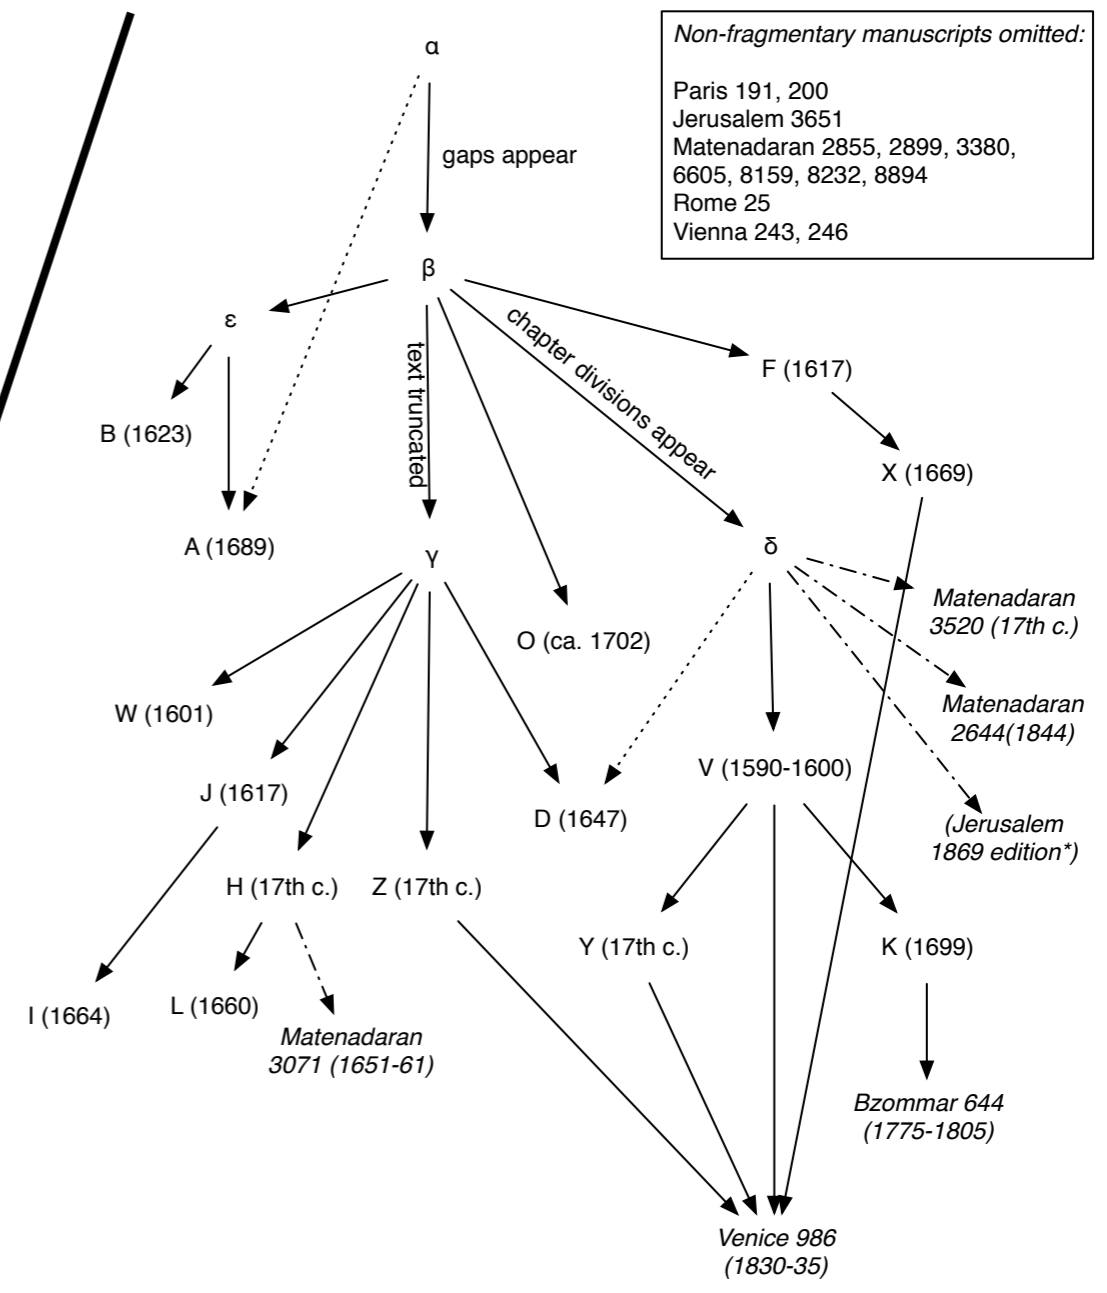 α
gaps appear
Non-fragmentary manuscripts omitted:
Paris 191, 200
Jerusalem 3651
Matenadaran 2855, 2899, 3380,
6605, 8159, 8232, 8894
Rome 25
Vienna 243, 246
β
ε
text truncated
chapter divisions appear
F (1617)
B (1623)
X (1669)
A (1689)
γ
δ
Matenadaran
3520 (17th c.)
O (ca. 1702)
W (1601)
Matenadaran
2644(1844)
V (1590-1600)
J (1617)
D (1647)
(Jerusalem
1869 edition*)
H (17th c.)
Z (17th c.)
Y (17th c.)
K (1699)
I (1664)
L (1660)
Matenadaran
3071 (1651-61)
Bzommar 644
(1775-1805)
Venice 986
(1830-35)